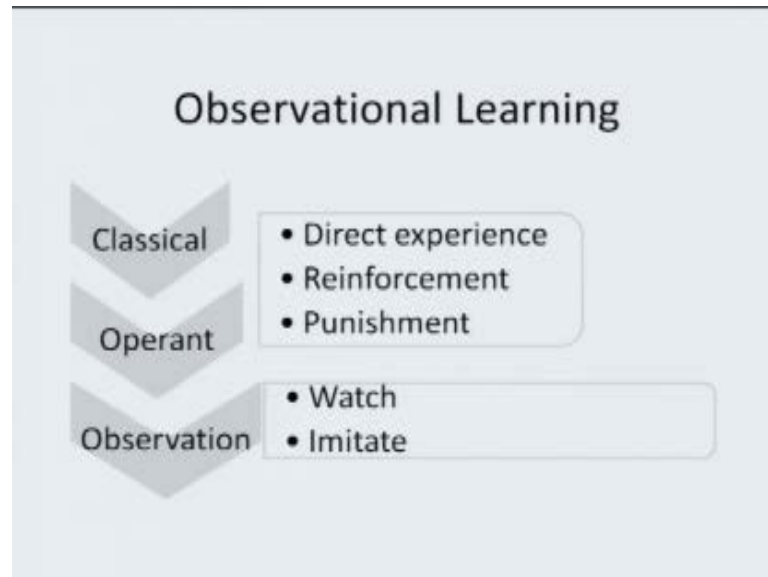 Observational Learning
Classical
• Direct experience
• Reinforcement
• Punishment
Operant
Observation
• Watch
• Imitate